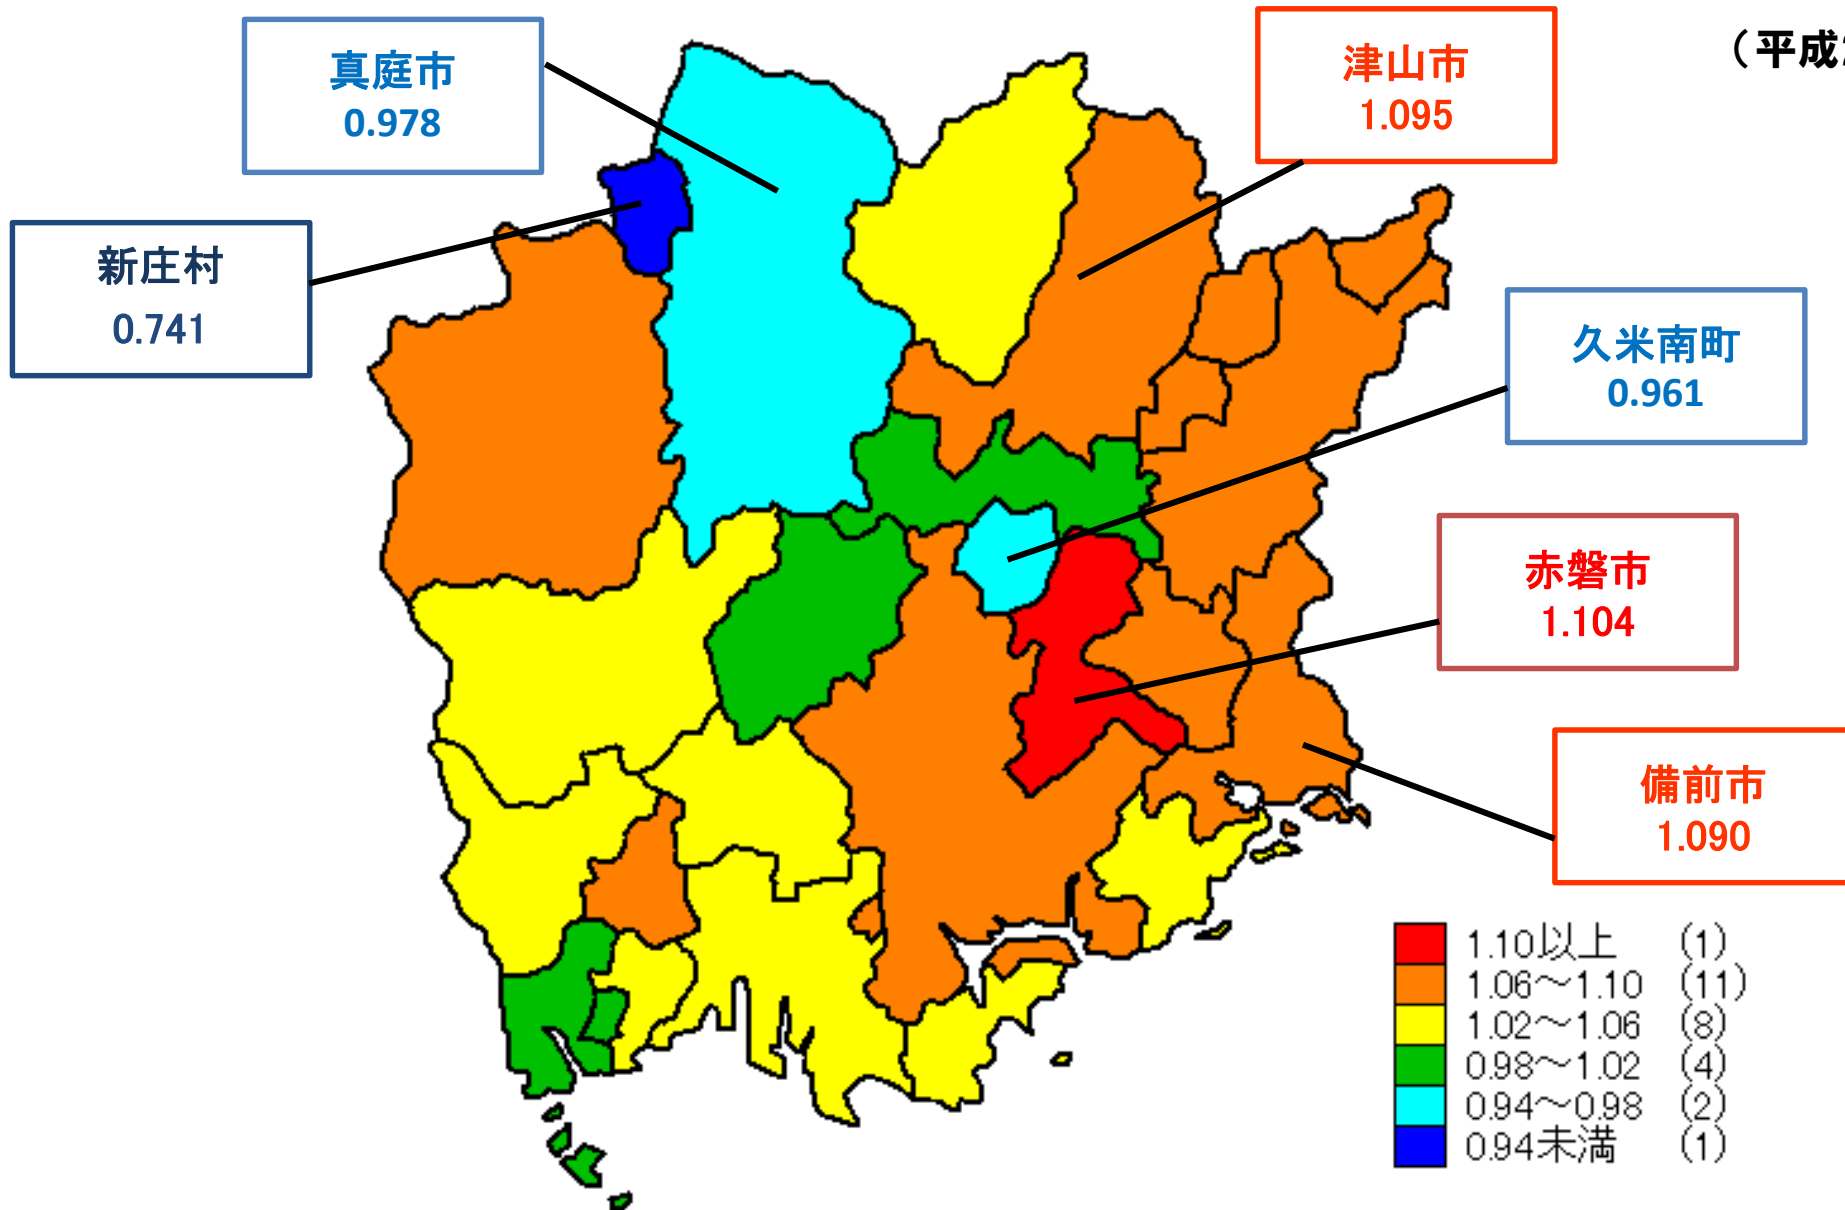 （平成
真庭市
0.978
津山市
1.095
新庄村
0.741
久米南町
0.961
赤磐市
1.104
備前市
1.090
1.10以上 (1)
1.06～1.10 (11)
1.02～1.06 (8)
0.98～1.02 (4)
0.94～0.98 (2)
0.94未満 (1)